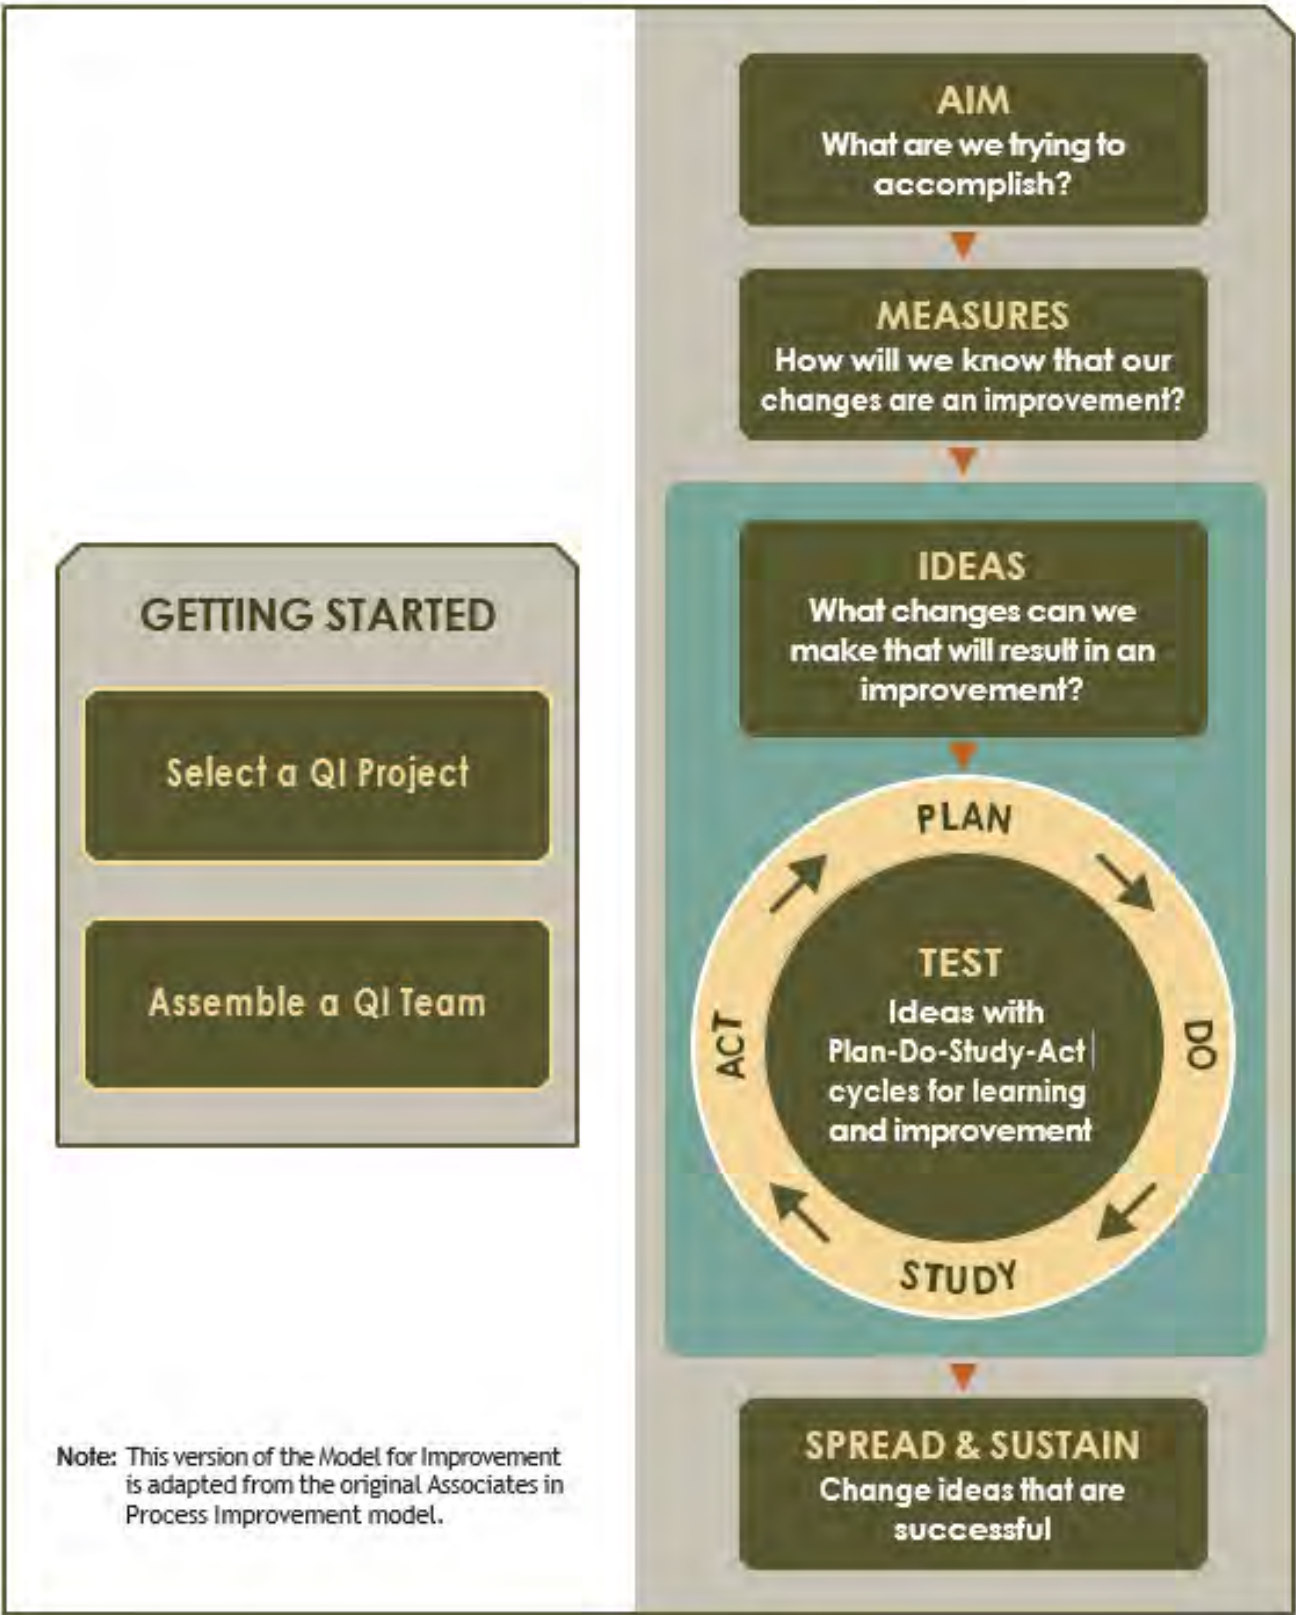 GETTING STARTED
Select a QI Project
Assemble a QI Team
Note: This version of the Model for Improvement
is adapted from the original Associates in
Process Improvement model.
AIM
What are we trying to
accomplish?
MEASURES
How will we know that our
changes are an improvement?
IDEAS
What changes can we
make that will result in an
improvement?
PLAN
DO
STUDY
ACT
TEST
Ideas with
Plan-Do-Study-Act
cycles for learning
and improvement
SPREAD & SUSTAIN
Change ideas that are
successful